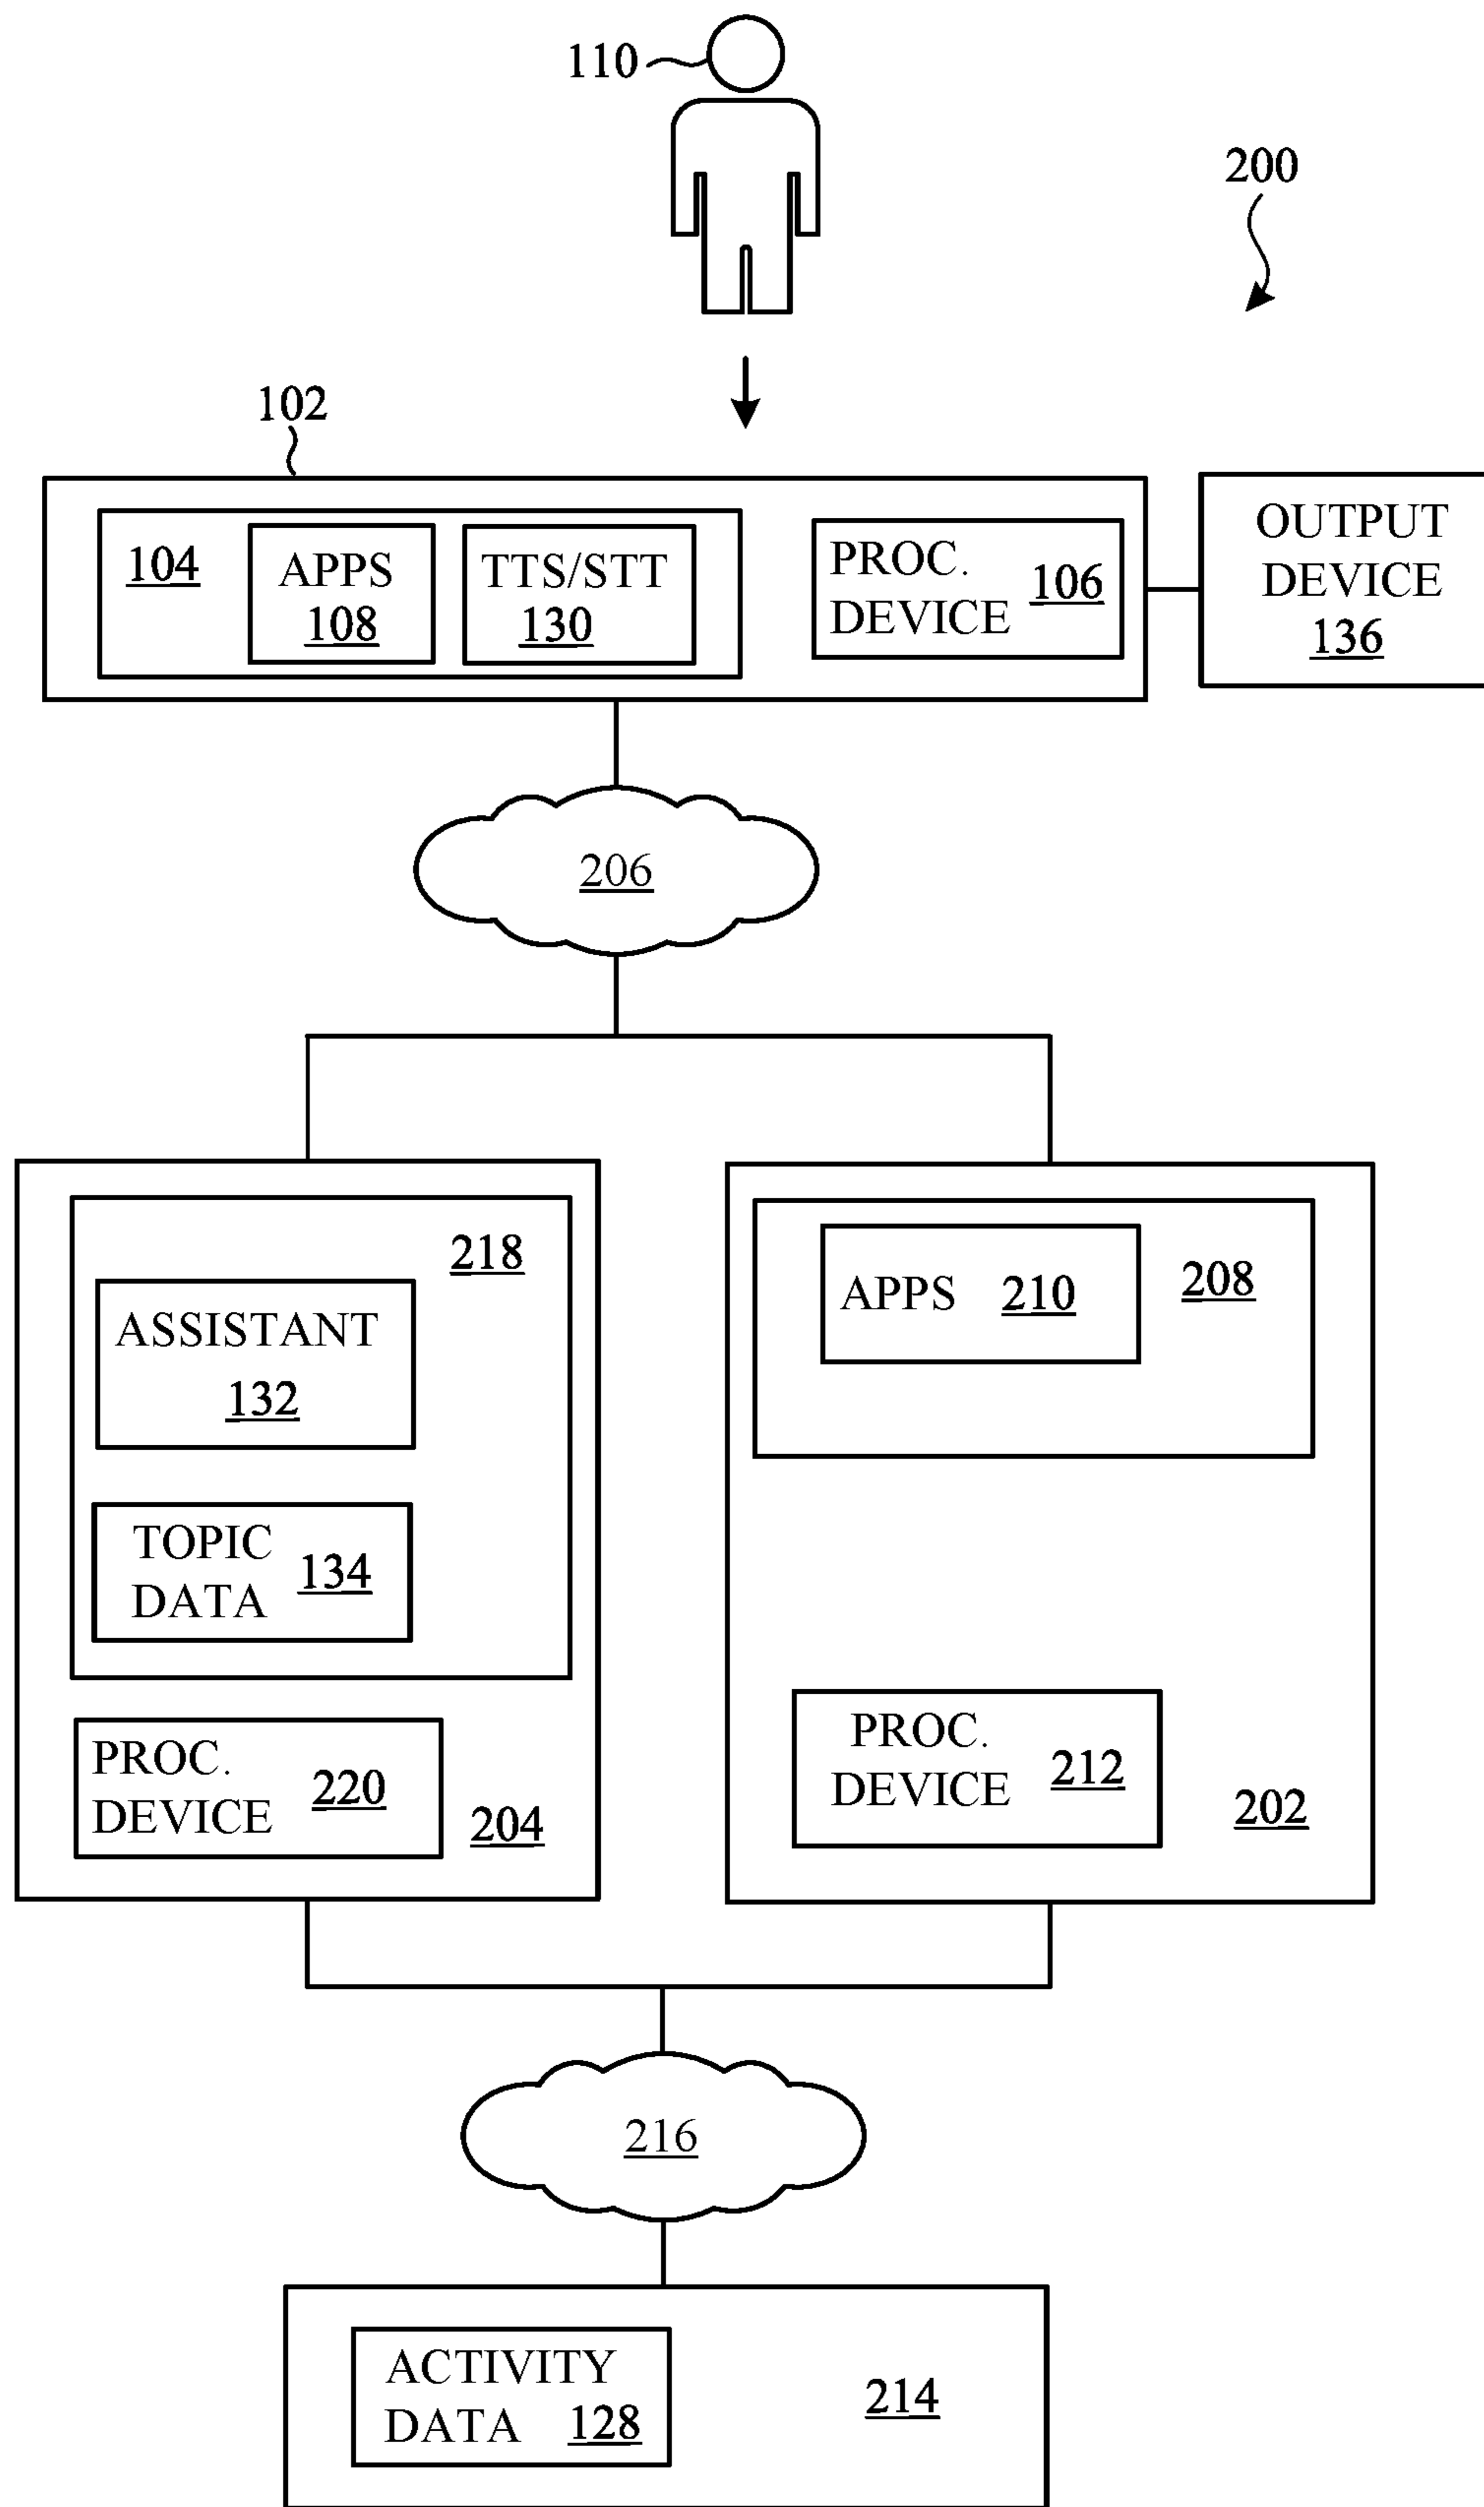 110
200
102
104
APPS
108
TTS/STT
130
PROC.
DEVICE
106
OUTPUT
DEVICE
136
206
218
ASSISTANT
132
TOPIC
DATA
134
PROC.
DEVICE
220
204
APPS 210
208
PROC.
DEVICE
212
202
216
ACTIVITY
DATA 128
214